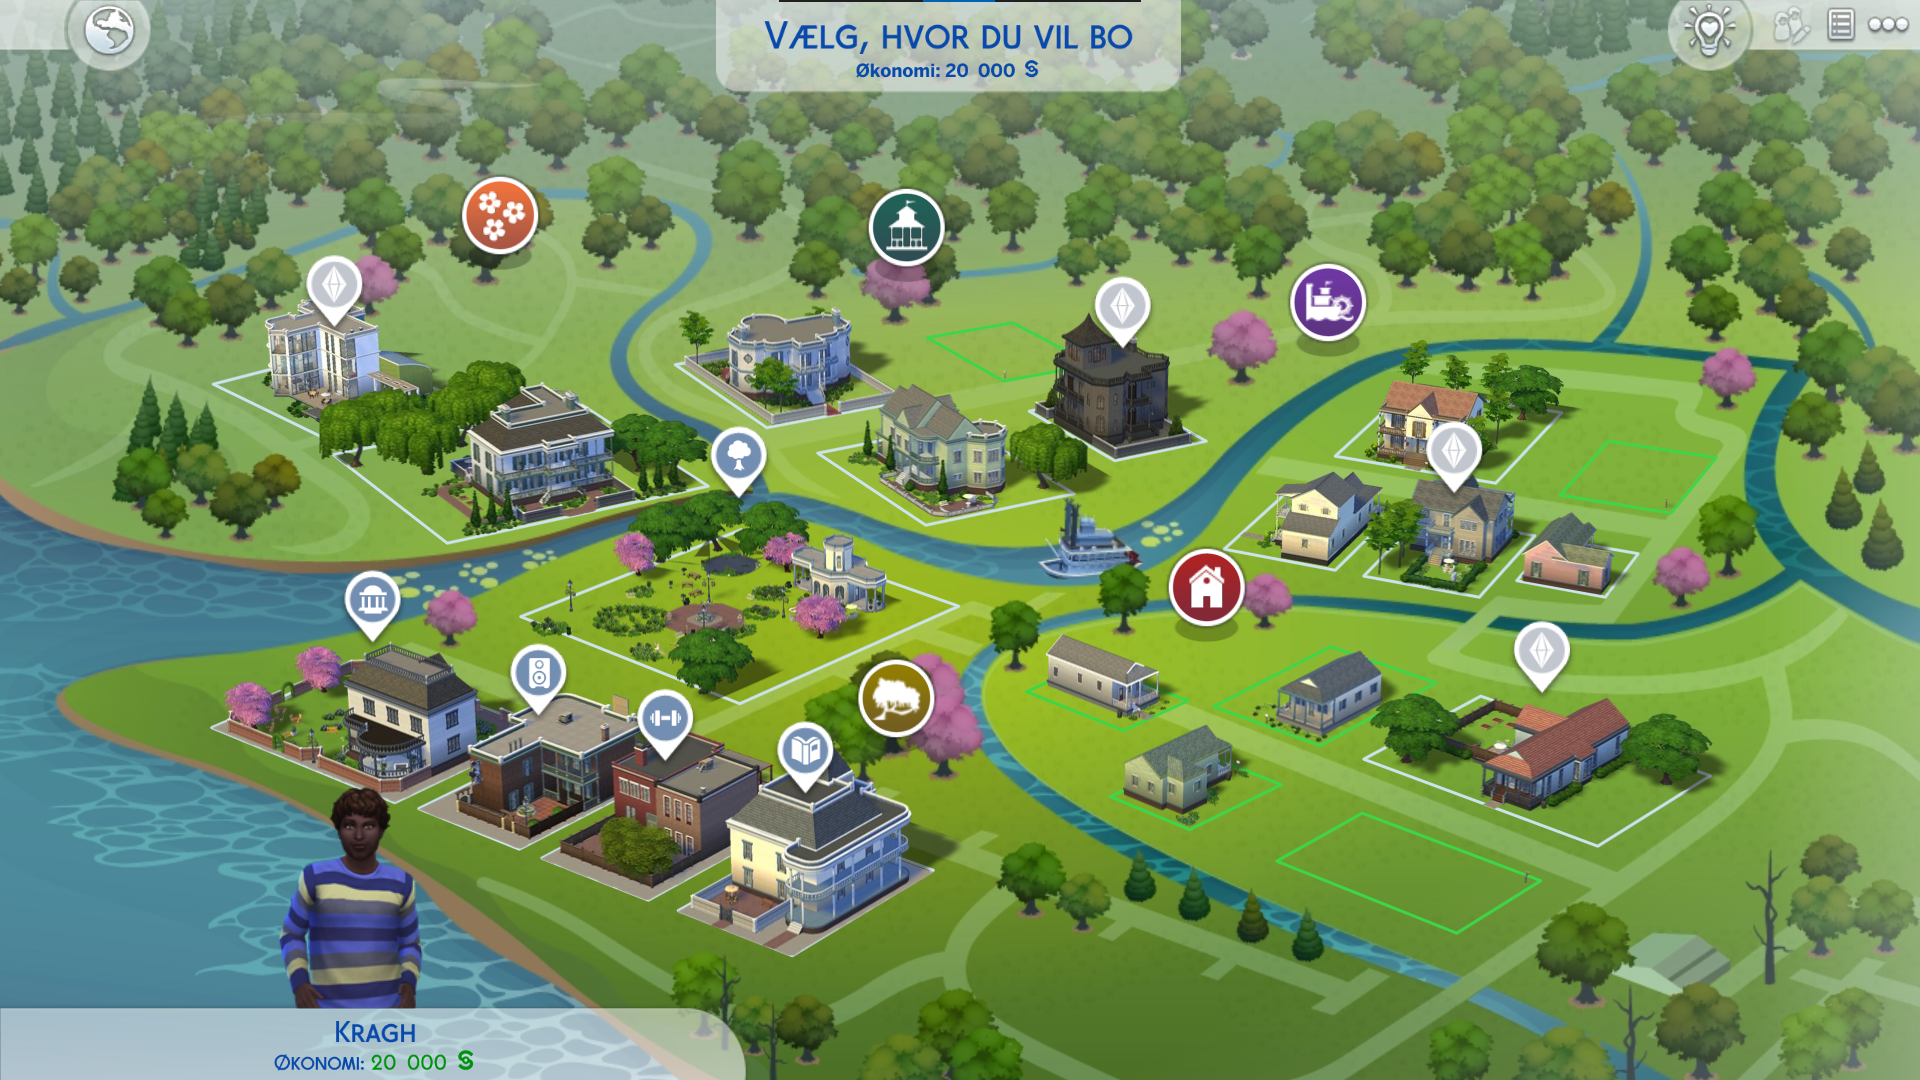 VÆLG, HVOR DU VIL BO
Økonomi: 20 000 §
KRAGH
ØKONOMI: 20 000 §